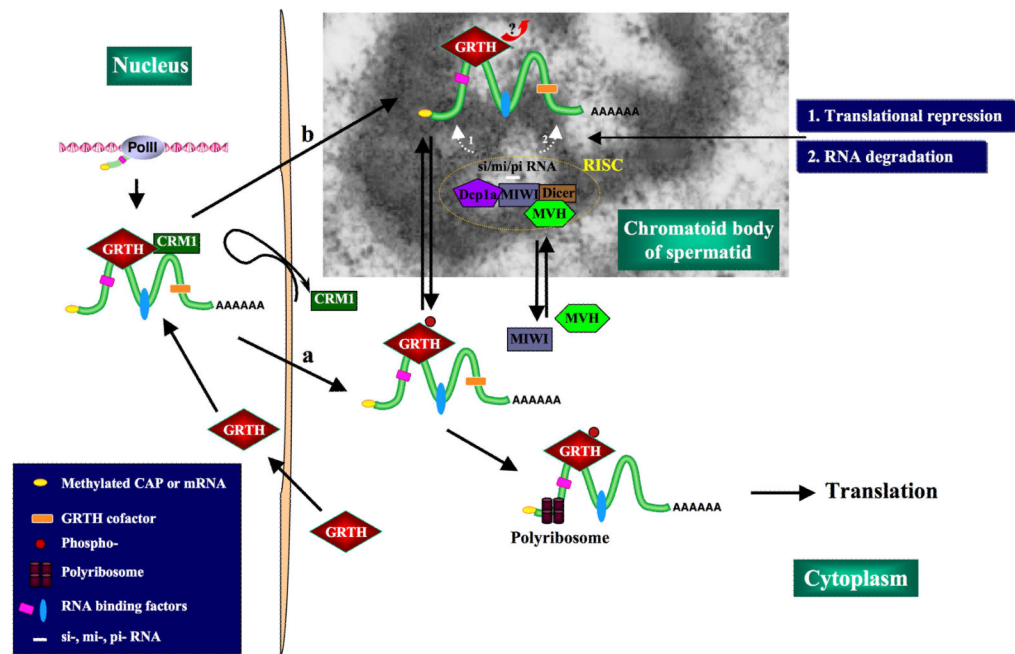 Nucleus
PolII
GRTH
CRM1
AAAAAA
b
a
CRM1
GRTH
GRTH
?
GRTH
AAAAAA
1
2
si/mi/pi RNA
RISC
Dcp1a
MIWI
Dicer
MVH
Chromatoid body
of spermatid
1. Translational repression
2. RNA degradation
MVH
MIWI
GRTH
AAAAAA
GRTH
AAAAAA
Polyribosome
Translation
Cytoplasm
Methylated CAP or mRNA
GRTH cofactor
Phospho-
Polyribosome
RNA binding factors
si-, mi-, pi- RNA